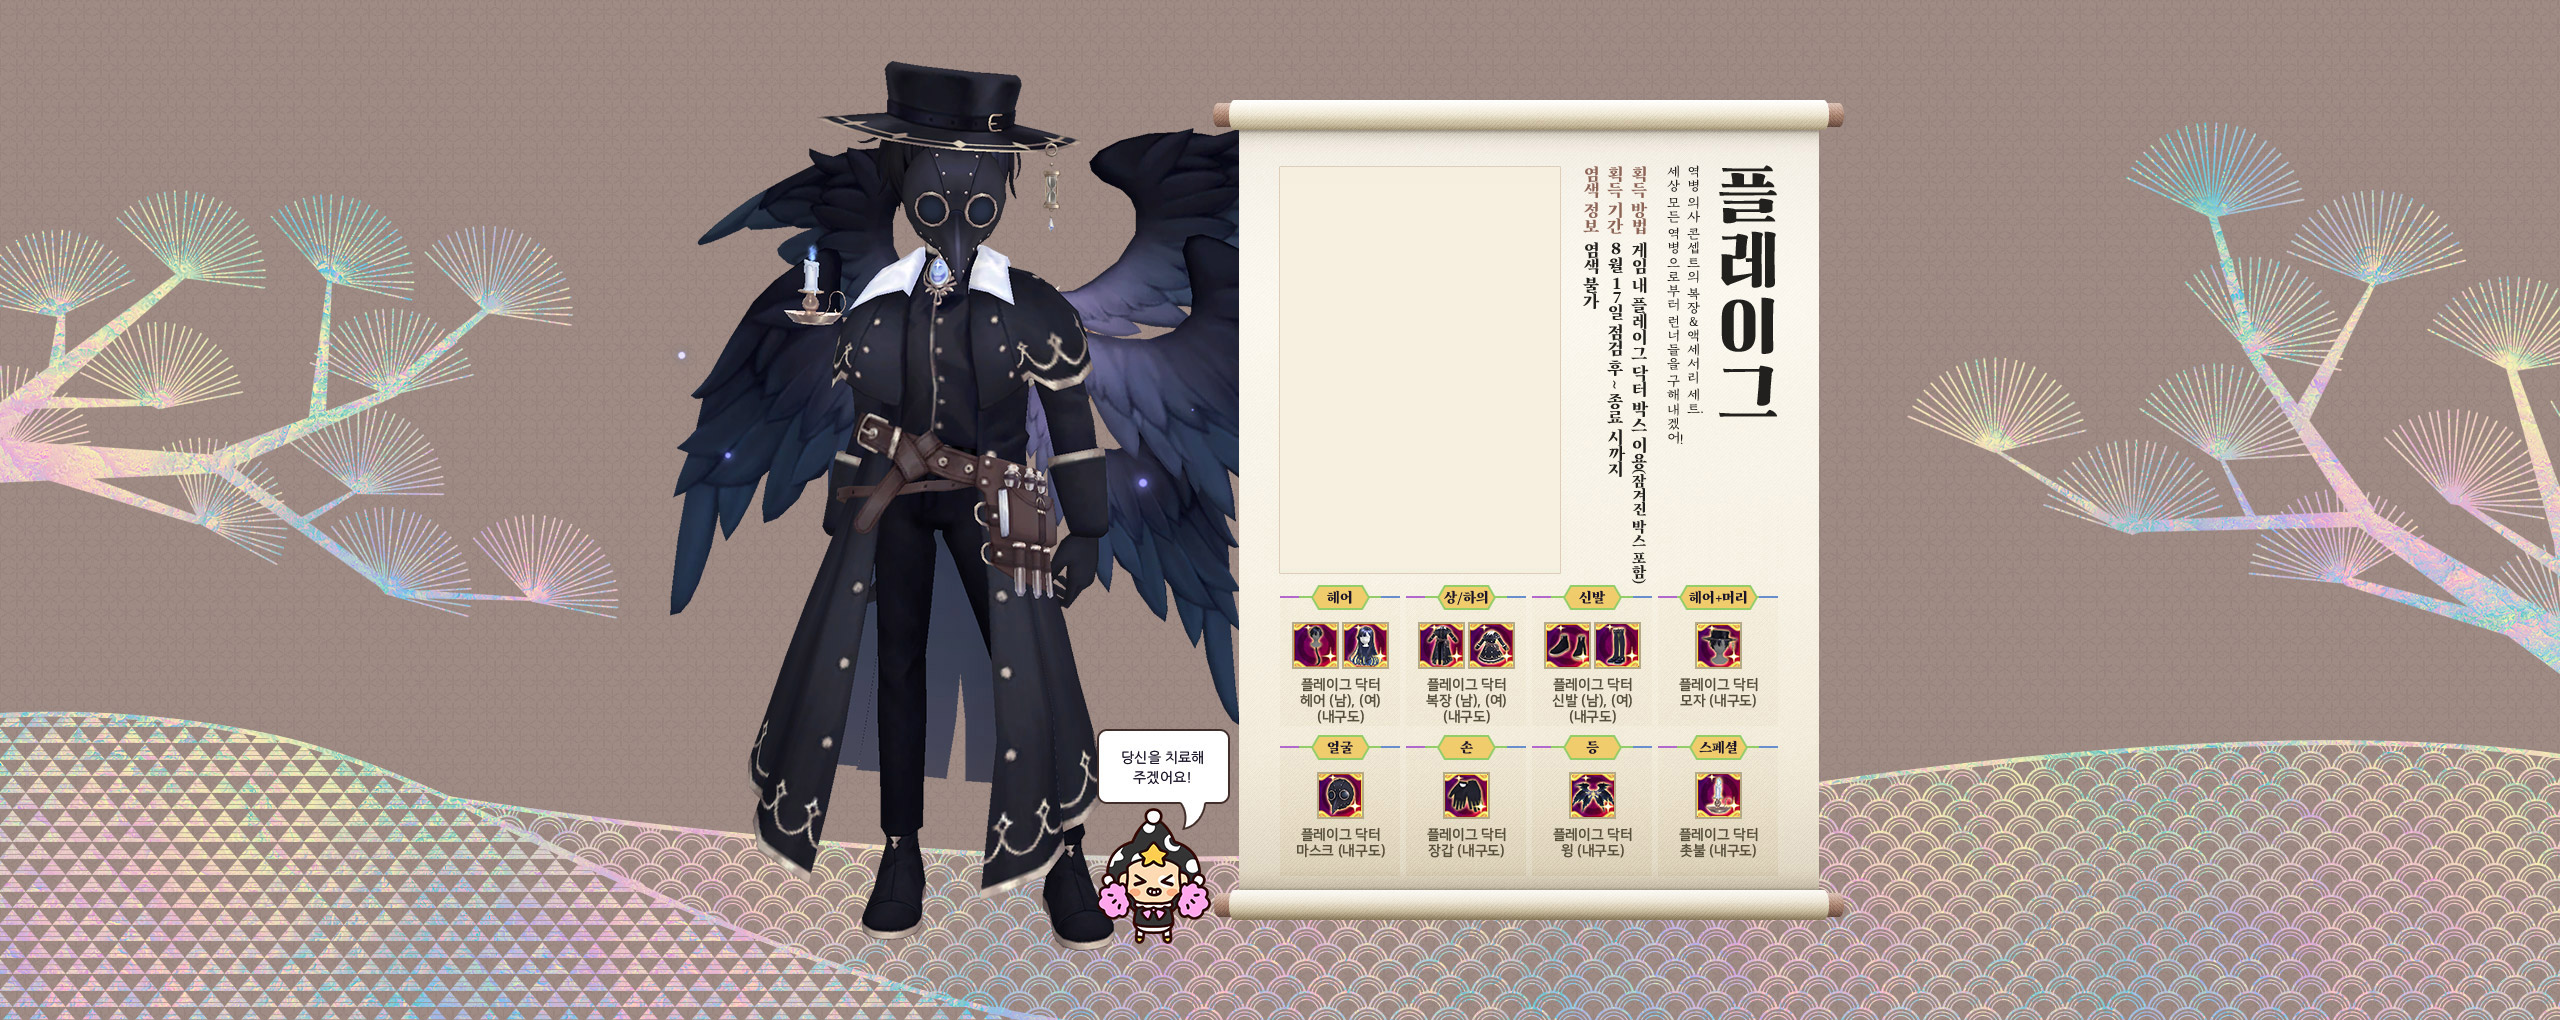 플레이그
역병 의사 콘셉트의 복장&액세서리 세트.
세상 모든 역병으로부터 런너들을 구해내겠어!
획득 방법 게임 내 플레이그 닥터 박스 이용(잠겨진 박스 포함)
획득 기간 8월 17일 점검 후 ~ 종료 시까지
염색 정보 염색 불가
헤어
상/하의
신발
헤어+머리
플레이그 닥터
헤어 (남), (여)
(내구도)
플레이그 닥터
복장 (남), (여)
(내구도)
플레이그 닥터
신발 (남), (여)
(내구도)
플레이그 닥터
모자 (내구도)
얼굴
손
등
스페셜
플레이그 닥터
마스크 (내구도)
플레이그 닥터
장갑 (내구도)
플레이그 닥터
윙 (내구도)
플레이그 닥터
촛불 (내구도)
당신을 치료해
주겠어요!